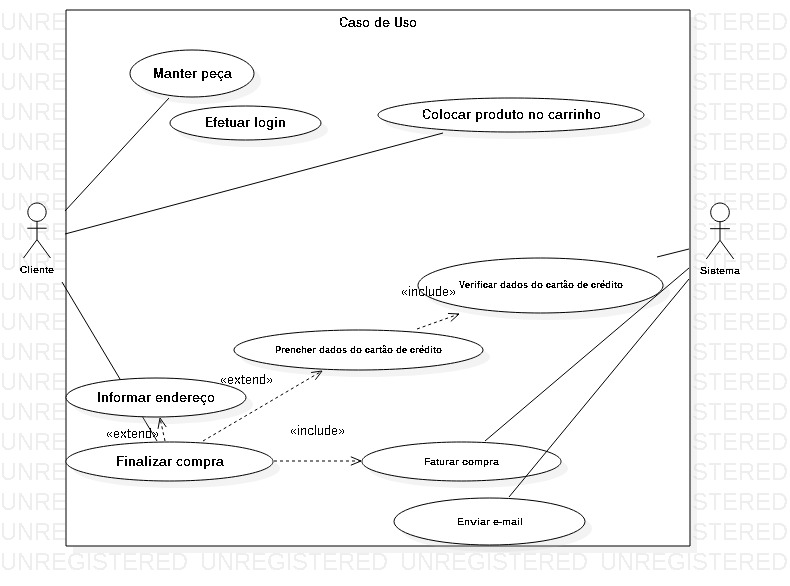 Caso de Uso
Manter peça
Efetuar login
Colocar produto no carrinho
Cliente
Sistema
Verificar dados do cartão de crédito
«include»
Prencher dados do cartão de crédito
«extend»
Informar endereço
«extend»
«include»
Finalizar compra
Faturar compra
Enviar e-mail
UNREGISTERED UNREGISTERED UNREGISTERED UNREGISTERED